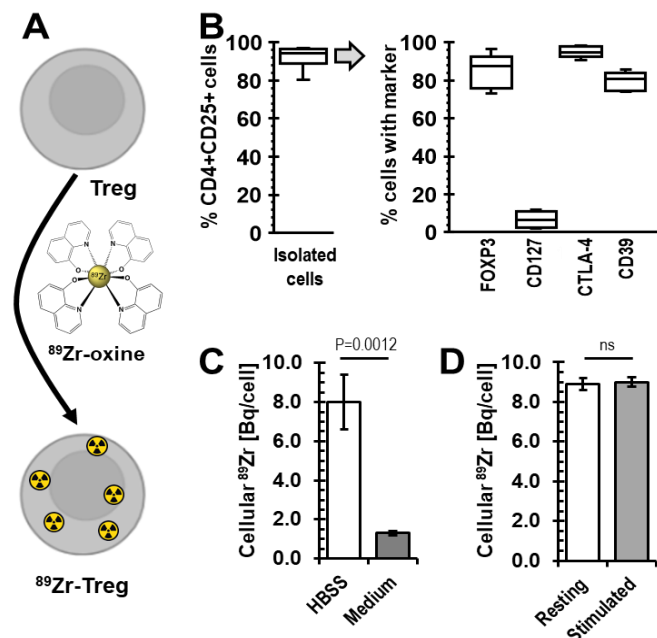 A
Treg
⁸⁹Zr
N
N
N
N
O
O
O
O
⁸⁹Zr-oxine
⁸⁹Zr-Treg
B
% CD4+CD25+ cells
100
80
60
40
20
0
Isolated
cells
% cells with marker
100
80
60
40
20
0
FOXP3
CD127
CTLA-4
CD39
C
P=0.0012
Cellular ⁸⁹Zr [Bq/cell]
10.0
8.0
6.0
4.0
2.0
0.0
HBSS
Medium
D
ns
Cellular ⁸⁹Zr [Bq/cell]
10.0
8.0
6.0
4.0
2.0
0.0
Resting
Stimulated